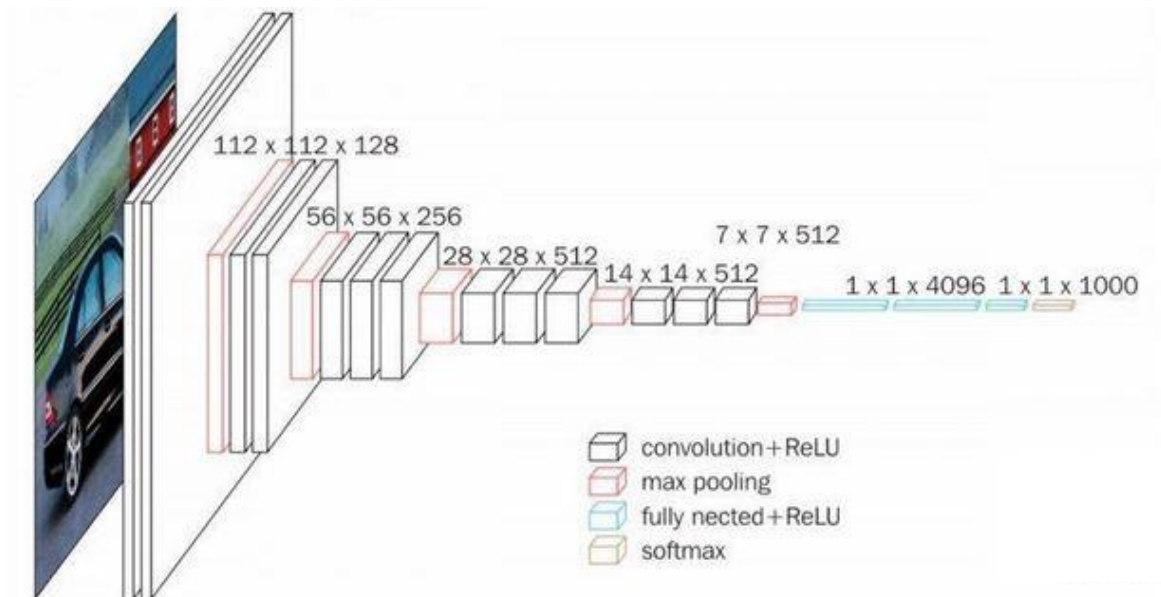 112 x 112 x 128
56 x 56 x 256
28 x 28 x 512
14 x 14 x 512
7 x 7 x 512
1 x 1 x 4096
1 x 1 x 1000
convolution+ReLU
max pooling
fully nected+ReLU
softmax